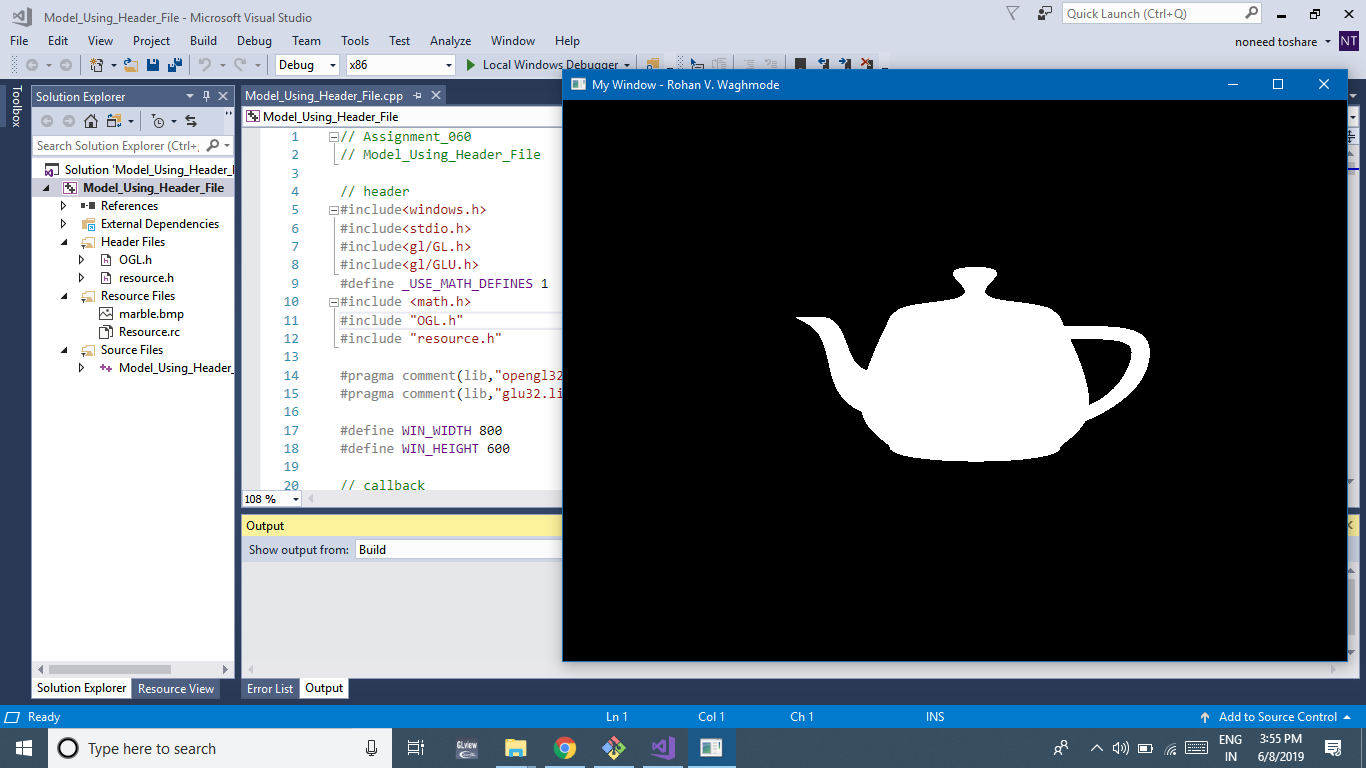 Model_Using_Header_File - Microsoft Visual Studio
Quick Launch (Ctrl+Q)
File Edit View Project Build Debug Team Tools Test Analyze Window Help
noneed toshare NT
Debug x86 Local Windows Debugger
Toolbox
Solution Explorer
Search Solution Explorer (Ctrl+;
Solution 'Model_Using_Header_
Model_Using_Header_File
References
External Dependencies
Header Files
OGL.h
resource.h
Resource Files
marble.bmp
Resource.rc
Source Files
Model_Using_Header_
Solution Explorer Resource View
Model_Using_Header_File.cpp
Model_Using_Header_File
1 // Assignment_060
2 // Model_Using_Header_File
3
4 // header
5 #include<windows.h>
6 #include<stdio.h>
7 #include<gl/GL.h>
8 #include<gl/GLU.h>
9 #define _USE_MATH_DEFINES 1
10 #include <math.h>
11 #include "OGL.h"
12 #include "resource.h"
13
14 #pragma comment(lib,"opengl32
15 #pragma comment(lib,"glu32.li
16
17 #define WIN_WIDTH 800
18 #define WIN_HEIGHT 600
19
20 // callback
108 %
Output
Show output from: Build
Error List Output
My Window - Rohan V. Waghmode
Ready Ln 1 Col 1 Ch 1 INS Add to Source Control
Type here to search
GLview
ENG
IN
3:55 PM
6/8/2019